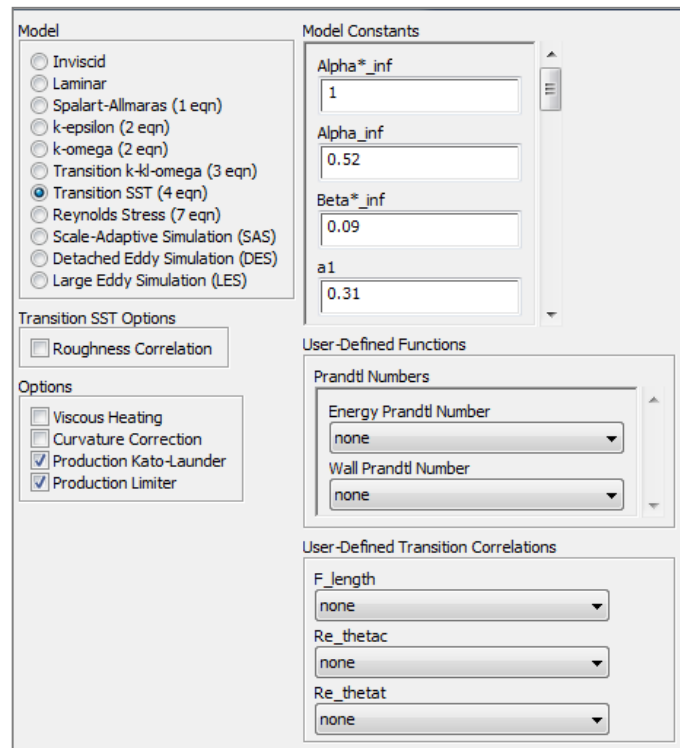 Model
Inviscid
Laminar
Spalart-Allmaras (1 eqn)
k-epsilon (2 eqn)
k-omega (2 eqn)
Transition k-kl-omega (3 eqn)
Transition SST (4 eqn)
Reynolds Stress (7 eqn)
Scale-Adaptive Simulation (SAS)
Detached Eddy Simulation (DES)
Large Eddy Simulation (LES)
Transition SST Options
Roughness Correlation
Options
Viscous Heating
Curvature Correction
Production Kato-Launder
Production Limiter
Model Constants
Alpha*_inf
1
Alpha_inf
0.52
Beta*_inf
0.09
a1
0.31
User-Defined Functions
Prandtl Numbers
Energy Prandtl Number
none
Wall Prandtl Number
none
User-Defined Transition Correlations
F_length
none
Re_thetac
none
Re_thetat
none